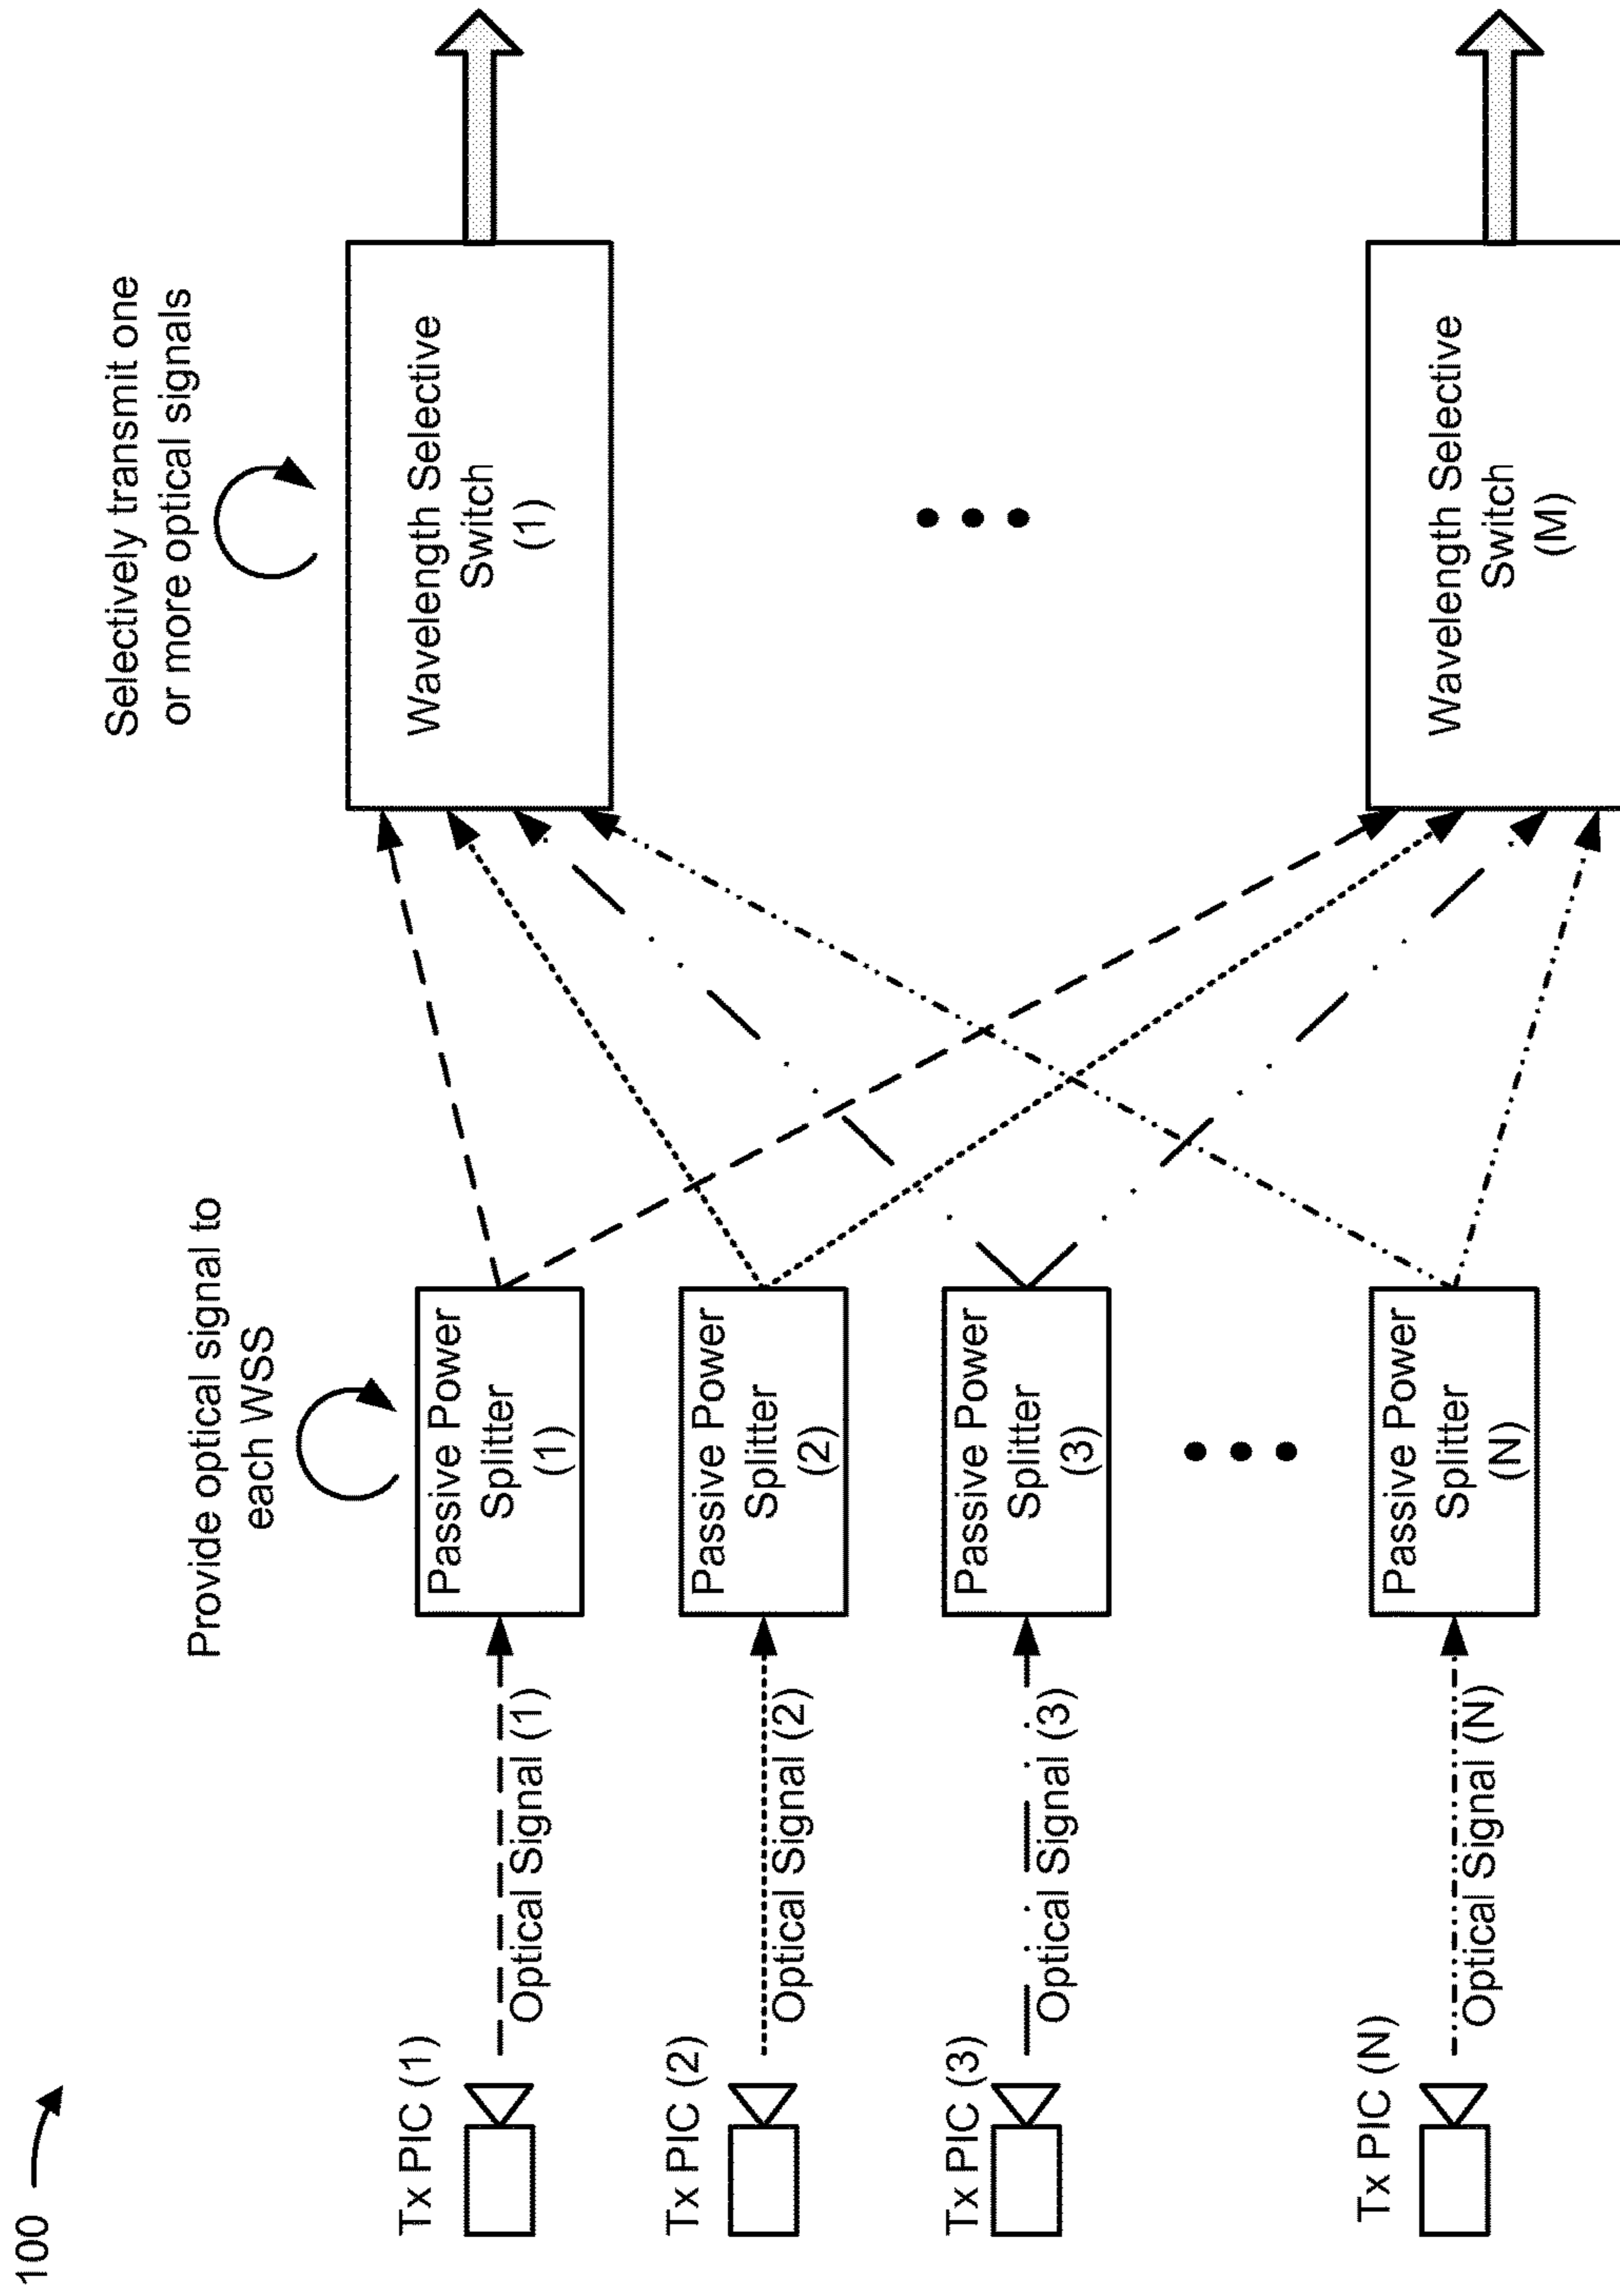 100
Tx PIC (1)
Optical Signal (1)
Provide optical signal to
each WSS
Passive Power
Splitter
(1)
Selectively transmit one
or more optical signals
Wavelength Selective
Switch
(1)
Tx PIC (2)
Optical Signal (2)
Passive Power
Splitter
(2)
Tx PIC (3)
Optical Signal (3)
Passive Power
Splitter
(3)
Tx PIC (N)
Optical Signal (N)
Passive Power
Splitter
(N)
Wavelength Selective
Switch
(M)